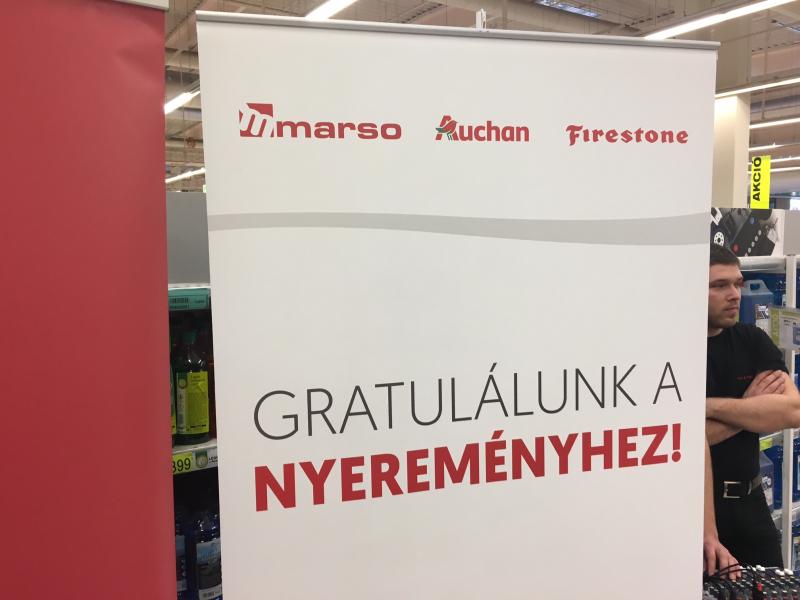 marso Auchan Firestone
AKCIÓ
GRATULÁLUNK A
NYEREMÉNYHEZ!
399